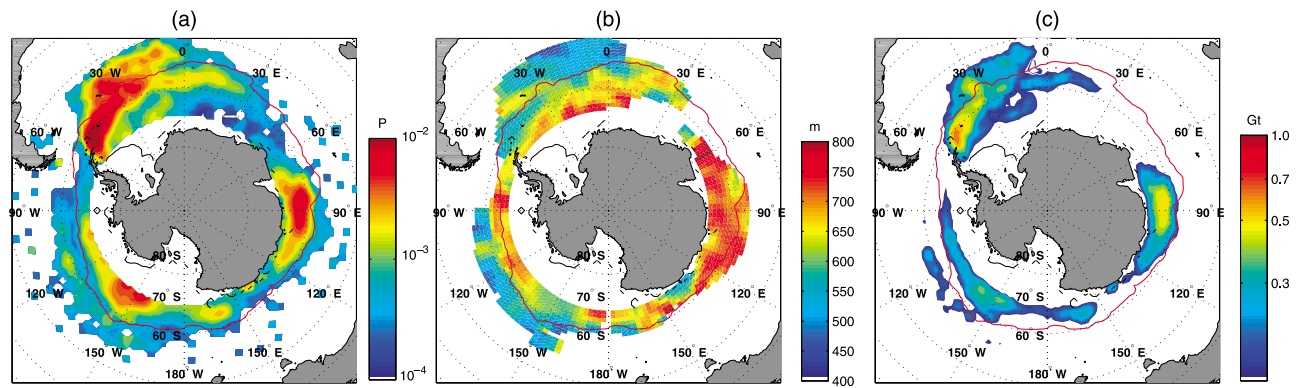 (a)
0
30° W
30° E
60° W
60° E
90° W
90° E
80° S
70° S
60° S
120° W
120° E
150° W
150° E
180° W
P
10⁻²
10⁻³
10⁻⁴
(b)
0
30° W
30° E
60° W
60° E
90° W
90° E
80° S
70° S
60° S
120° W
120° E
150° W
150° E
180° W
m
800
750
700
650
600
550
500
450
400
(c)
0
30° W
30° E
60° W
60° E
90° W
90° E
80° S
70° S
60° S
120° W
120° E
150° W
150° E
180° W
Gt
1.0
0.7
0.5
0.3